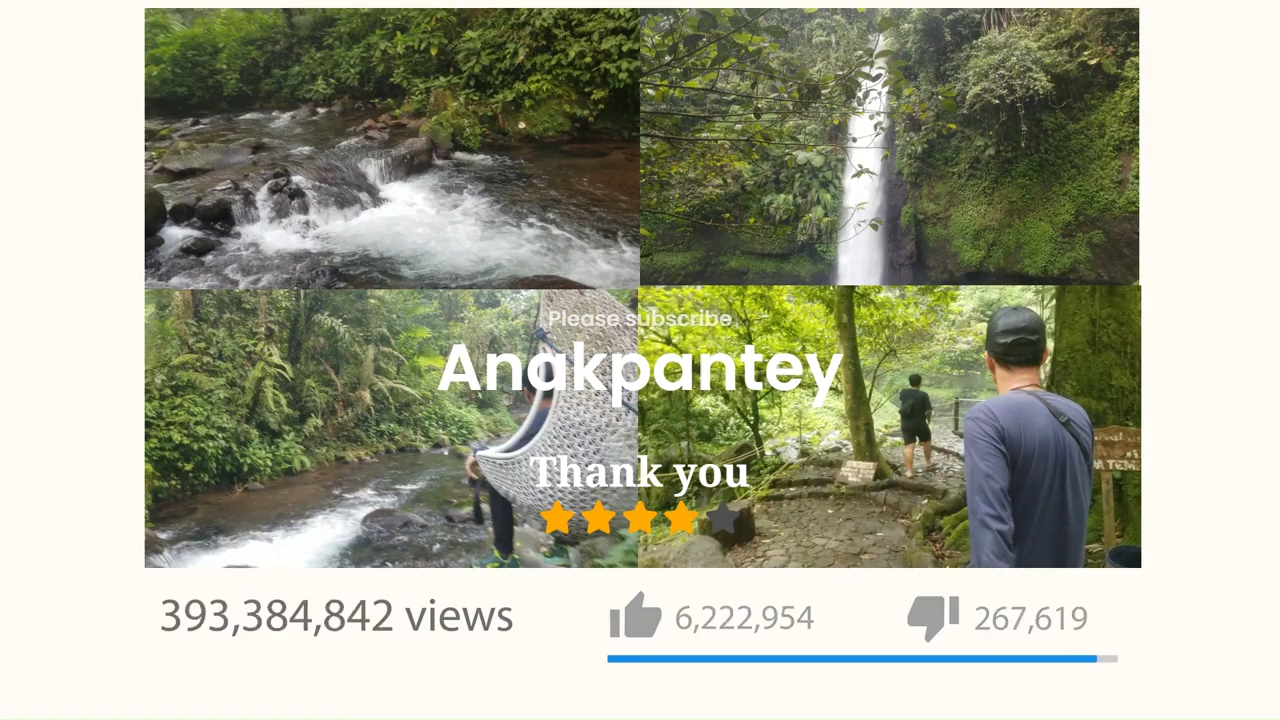 Please subscribe
Anakpantey
Thank you
393,384,842 views
6,222,954
267,619